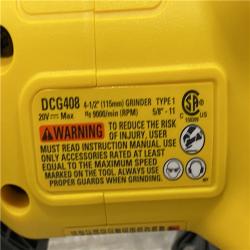 DCG408 4-1/2" (115mm) GRINDER TYPE 1
20V Max n₀ 9000/min (RPM) 5/8" - 11
CSA
C US
WARNING TO REDUCE THE RISK
OF INJURY, USER
MUST READ INSTRUCTION MANUAL. USE
ONLY ACCESSORIES RATED AT LEAST
EQUAL TO THE MAXIMUM SPEED
MARKED ON THE TOOL. ALWAYS USE
PROPER GUARDS WHEN GRINDING.